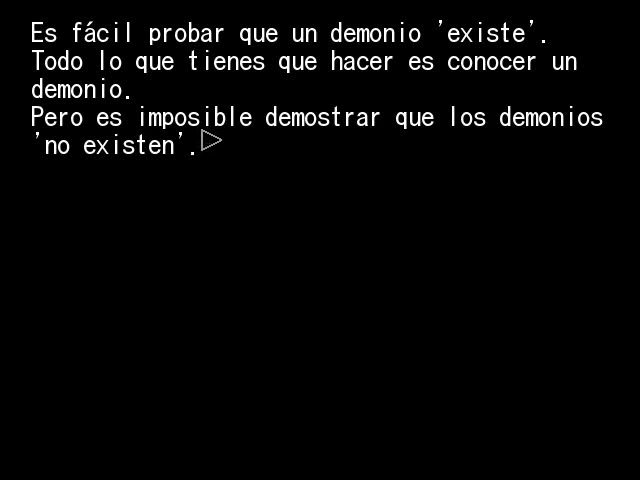 Es fácil probar que un demonio 'existe'.
Todo lo que tienes que hacer es conocer un
demonio.
Pero es imposible demostrar que los demonios
'no existen'.